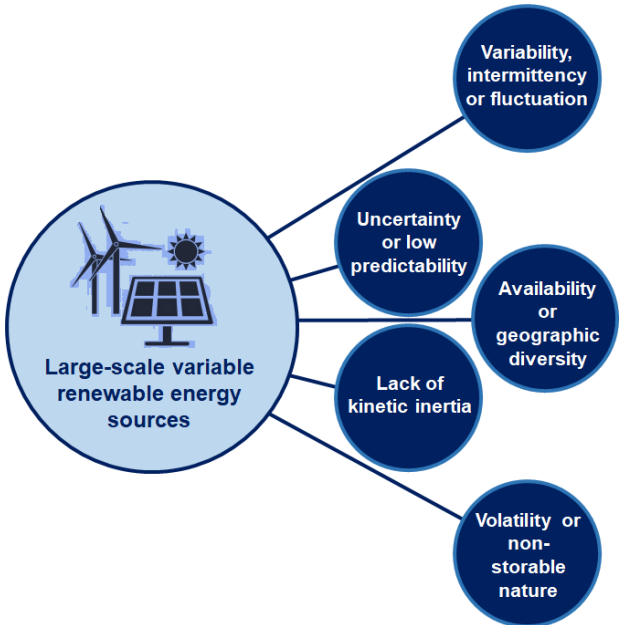 Variability,
intermittency
or fluctuation
Uncertainty
or low
predictability
Availability
or
geographic
diversity
Large-scale variable
renewable energy
sources
Lack of
kinetic inertia
Volatility or
non-
storable
nature